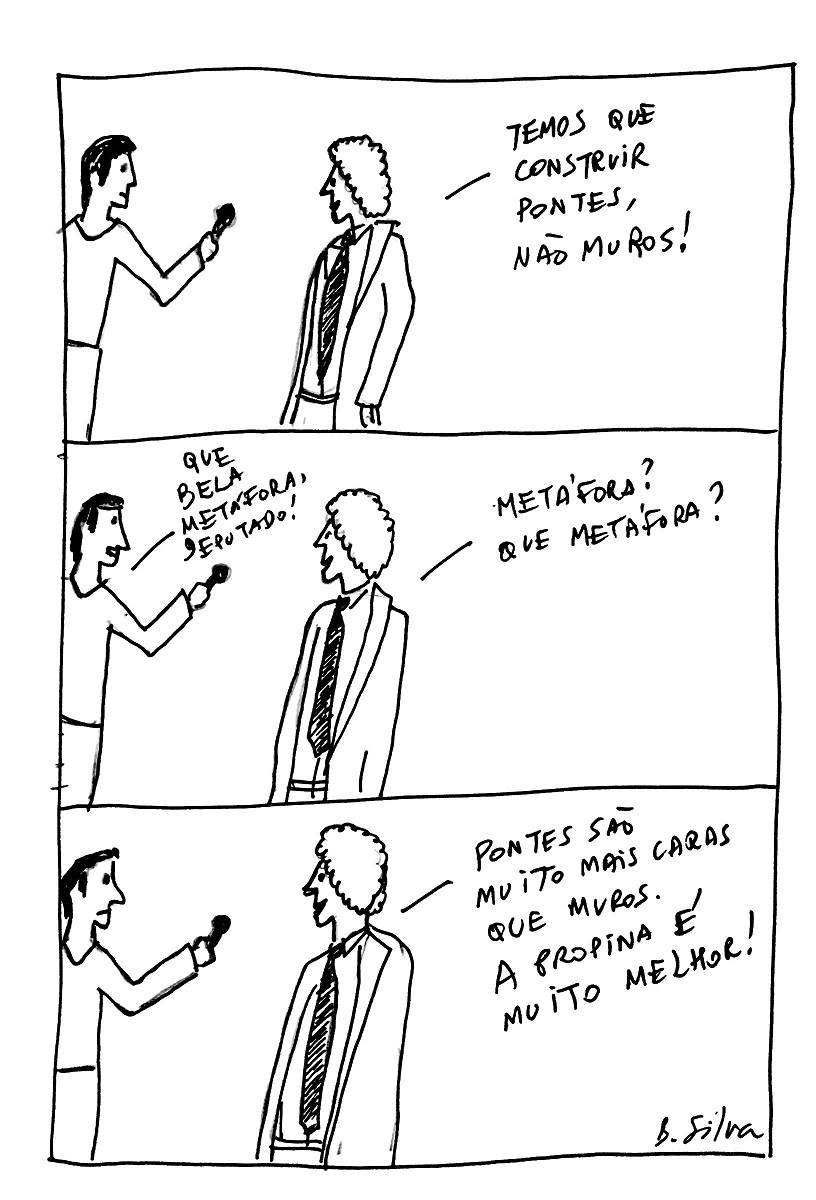 TEMOS QUE
CONSTRUIR
PONTES,
NÃO MUROS!
QUE
BELA
METÁFORA,
DEPUTADO!
METÁFORA?
QUE METÁFORA?
PONTES SÃO
MUITO MAIS CARAS
QUE MUROS.
A PROPINA É
MUITO MELHOR!
B. Silva